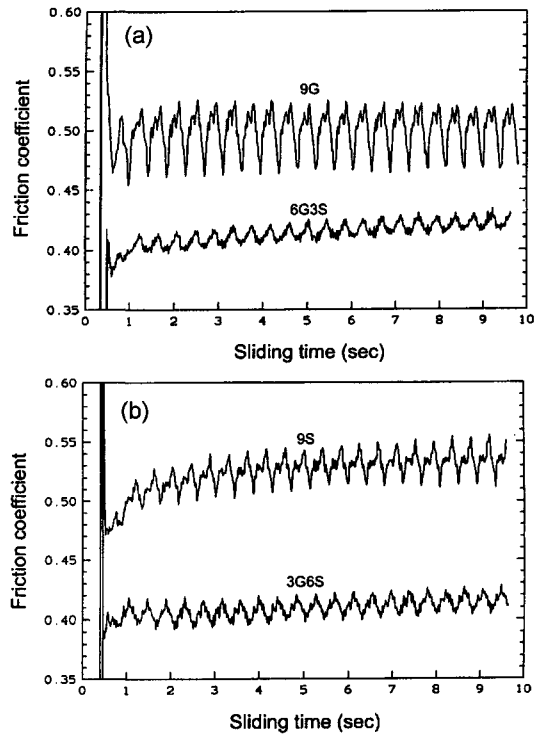 (a)
0.60
0.55
0.50
0.45
0.40
0.35
Friction coefficient
9G
6G3S
0 1 2 3 4 5 6 7 8 9 10
Sliding time (sec)
(b)
0.60
0.55
0.50
0.45
0.40
0.35
Friction coefficient
9S
3G6S
0 1 2 3 4 5 6 7 8 9 10
Sliding time (sec)